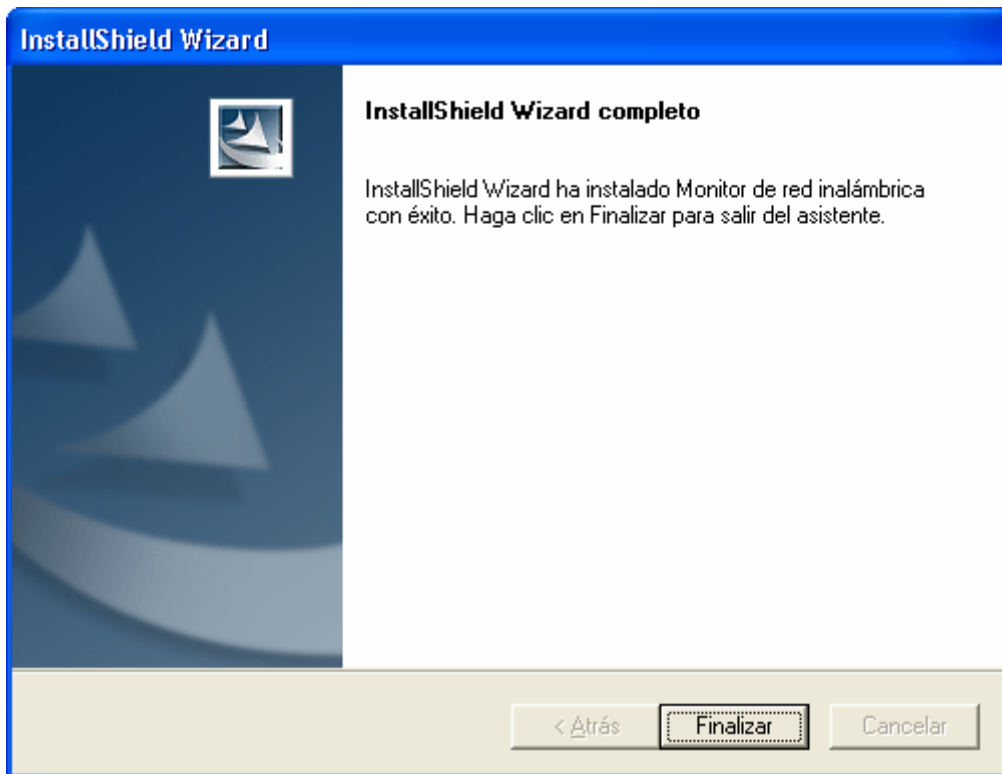 InstallShield Wizard
InstallShield Wizard completo
InstallShield Wizard ha instalado Monitor de red inalámbrica
con éxito. Haga clic en Finalizar para salir del asistente.
< Atrás
Finalizar
Cancelar